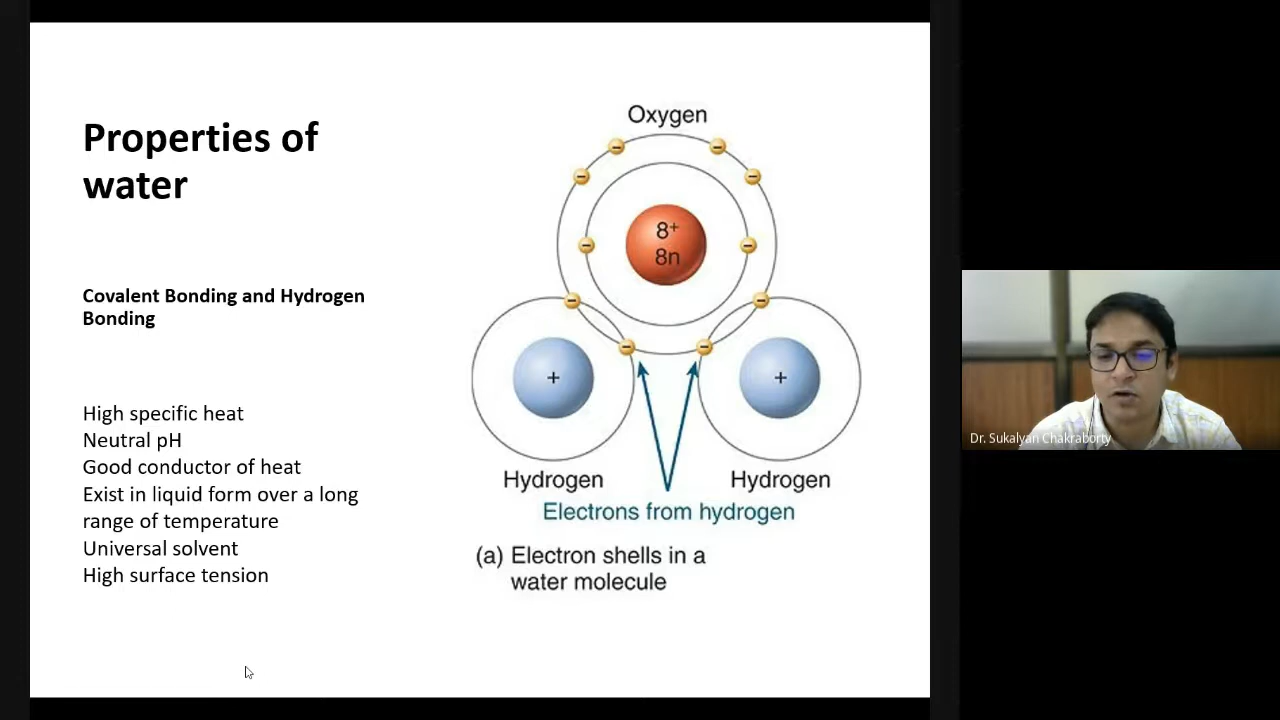 Properties of
water
Covalent Bonding and Hydrogen
Bonding
High specific heat
Neutral pH
Good conductor of heat
Exist in liquid form over a long
range of temperature
Universal solvent
High surface tension
Oxygen
8+
8n
+
+
Hydrogen
Hydrogen
Electrons from hydrogen
(a) Electron shells in a
water molecule
Dr. Sukalyan Chakraborty